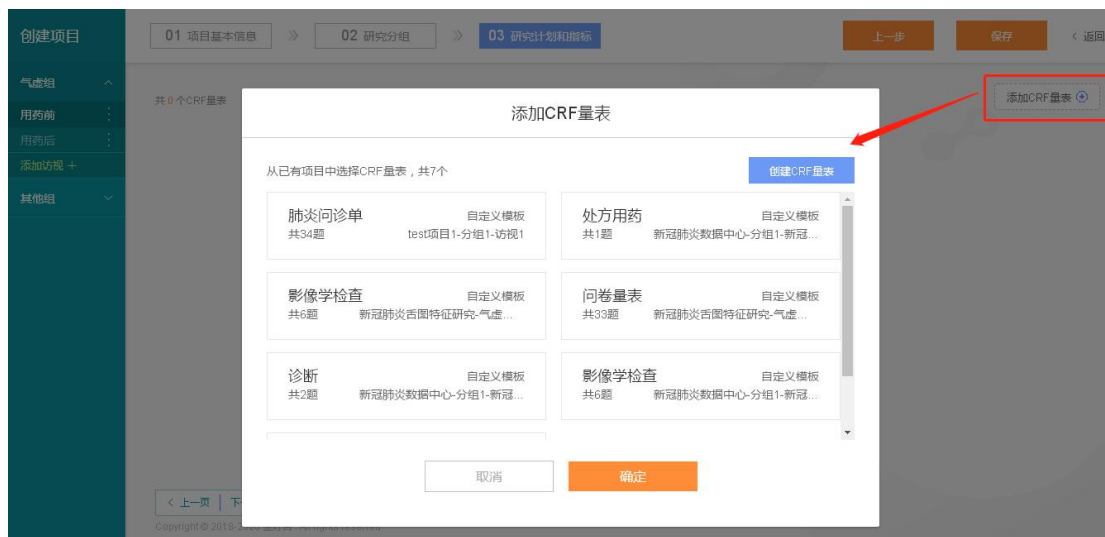 创建项目
01 项目基本信息
02 研究分组
03 研究计划和指标
上一步
保存
< 返回
气虚组
用药前
用药后
添加访视 +
其他组
共0个CRF量表
添加CRF量表
添加CRF量表
从已有项目中选择CRF量表，共7个
创建CRF量表
肺炎问诊单 自定义模板
共34题 test项目1-分组1-访视1
处方用药 自定义模板
共1题 新冠肺炎数据中心-分组1-新冠...
影像学检查 自定义模板
共6题 新冠肺炎舌图特征研究-气虚...
问卷量表 自定义模板
共33题 新冠肺炎舌图特征研究-气虚...
诊断 自定义模板
共2题 新冠肺炎数据中心-分组1-新冠...
影像学检查 自定义模板
共6题 新冠肺炎数据中心-分组1-新冠...
取消
确定
< 上一页 下
Copyright © 2018-